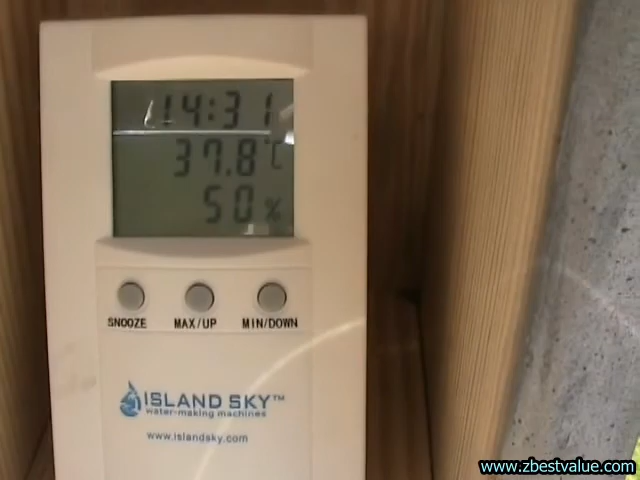 14:31
37.8°C
50%
SNOOZE MAX/UP MIN/DOWN
ISLAND SKY™
water-making machines
www.islandsky.com
www.zbestvalue.com